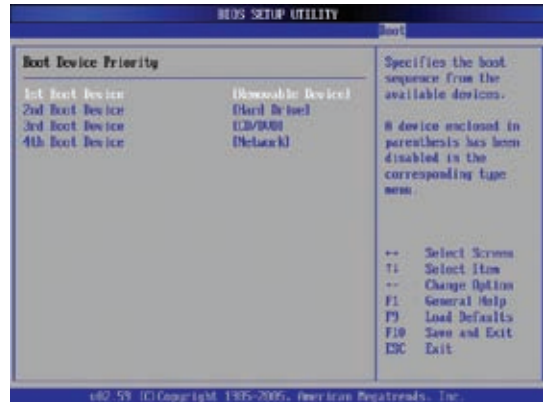 BIOS SETUP UTILITY
Boot
Boot Device Priority
1st Boot Device [Removable Device]
2nd Boot Device [Hard Drive]
3rd Boot Device [CD/DVD]
4th Boot Device [Network]
Specifies the boot
sequence from the
available devices.
A device enclosed in
parenthesis has been
disabled in the
corresponding type
menu.
↔ Select Screen
↑↓ Select Item
+- Change Option
F1 General Help
F9 Load Defaults
F10 Save and Exit
ESC Exit
v02.59 (C)Copyright 1985-2005, American Megatrends, Inc.